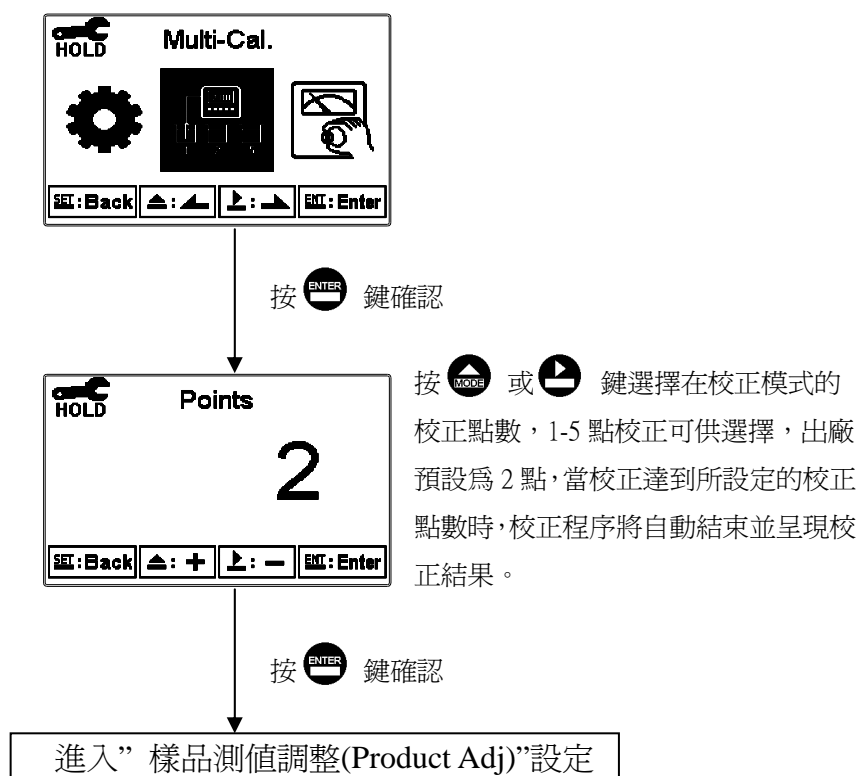 HOLD
Multi-Cal.
SET:Back ▲: ENT:Enter
按 ENTER 鍵確認
HOLD
Points
2
SET:Back ▲: + : − ENT:Enter
按 MODE 或 鍵選擇在校正模式的
校正點數，1-5 點校正可供選擇，出廠
預設爲 2 點，當校正達到所設定的校正
點數時，校正程序將自動結束並呈現校
正結果。
按 ENTER 鍵確認
進入” 樣品測値調整(Product Adj)”設定